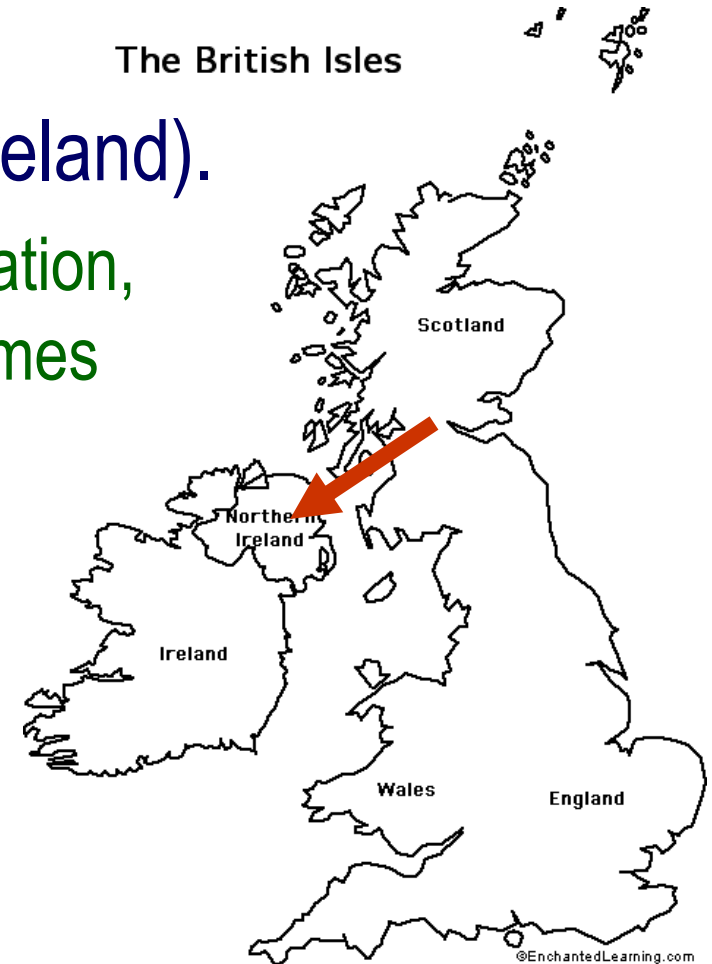 The British Isles
eland).
ation,
mes
Scotland
Northern
Ireland
Ireland
Wales
England
©EnchantedLearning.com